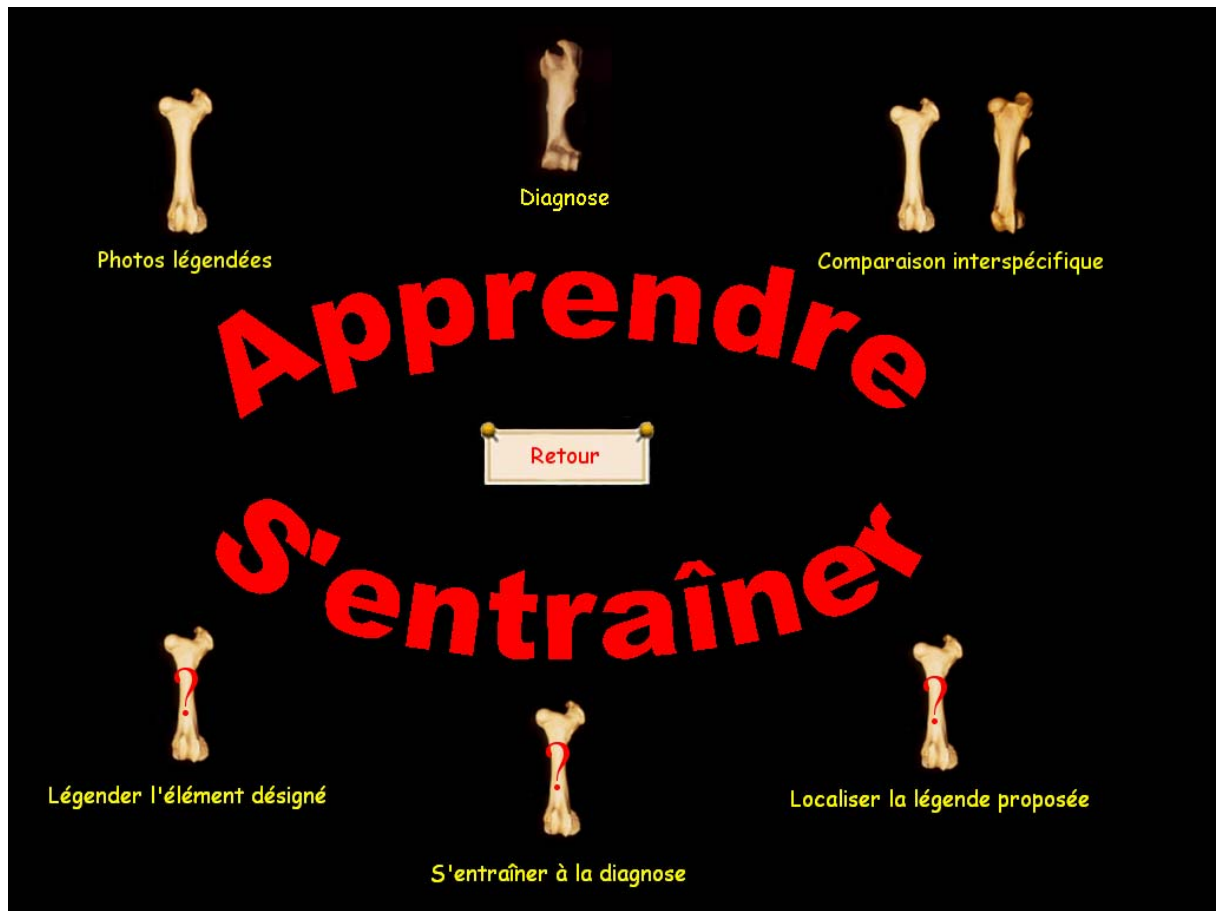 Diagnose
Photos légendées
Comparaison interspécifique
Apprendre
Retour
S'entraîner
?
?
?
Légender l'élément désigné
Localiser la légende proposée
S'entraîner à la diagnose